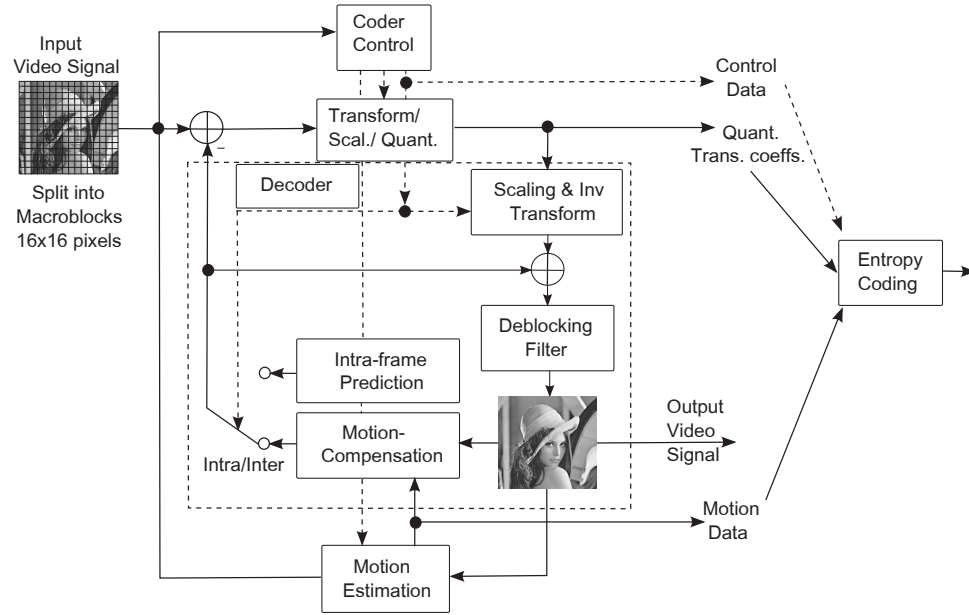 Coder
Control
Input
Video Signal
Control
Data
Transform/
Scal./ Quant.
Quant.
Trans. coeffs.
–
Decoder
Scaling & Inv
Transform
Split into
Macroblocks
16x16 pixels
Entropy
Coding
Deblocking
Filter
Intra-frame
Prediction
Output
Video
Signal
Motion-
Compensation
Intra/Inter
Motion
Data
Motion
Estimation